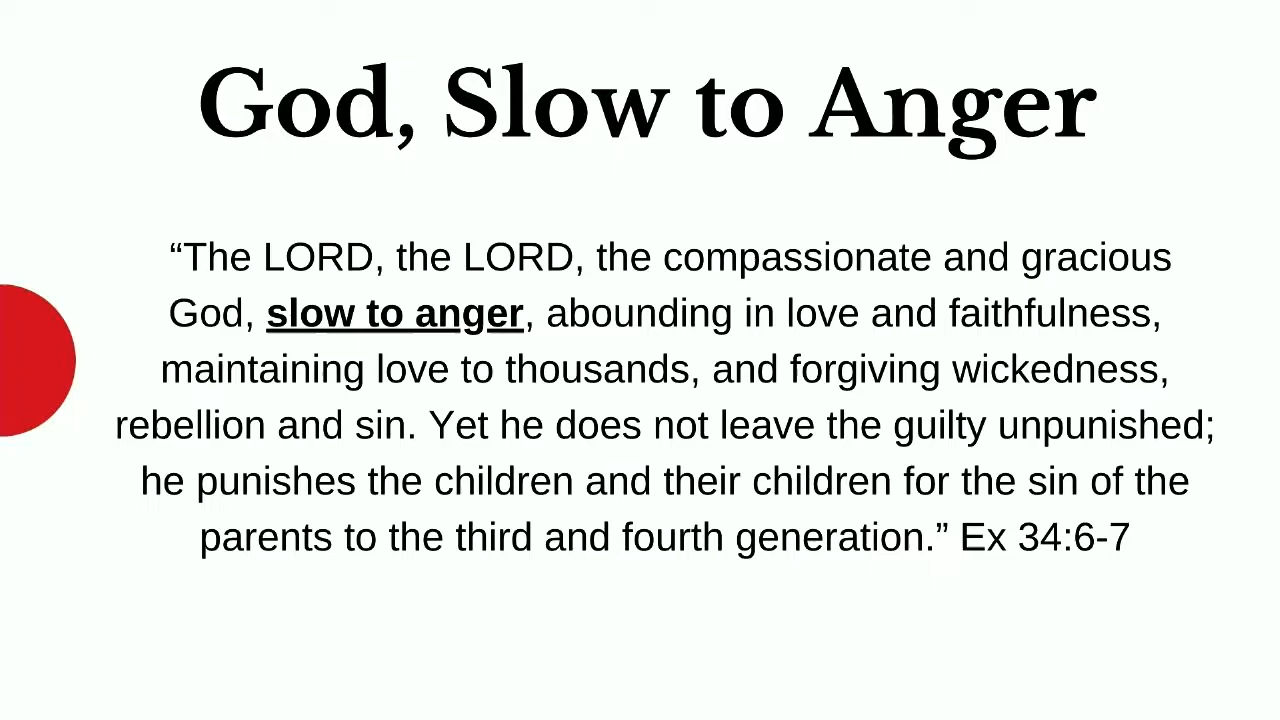 God, Slow to Anger
“The LORD, the LORD, the compassionate and gracious
God, slow to anger, abounding in love and faithfulness,
maintaining love to thousands, and forgiving wickedness,
rebellion and sin. Yet he does not leave the guilty unpunished;
he punishes the children and their children for the sin of the
parents to the third and fourth generation.” Ex 34:6-7